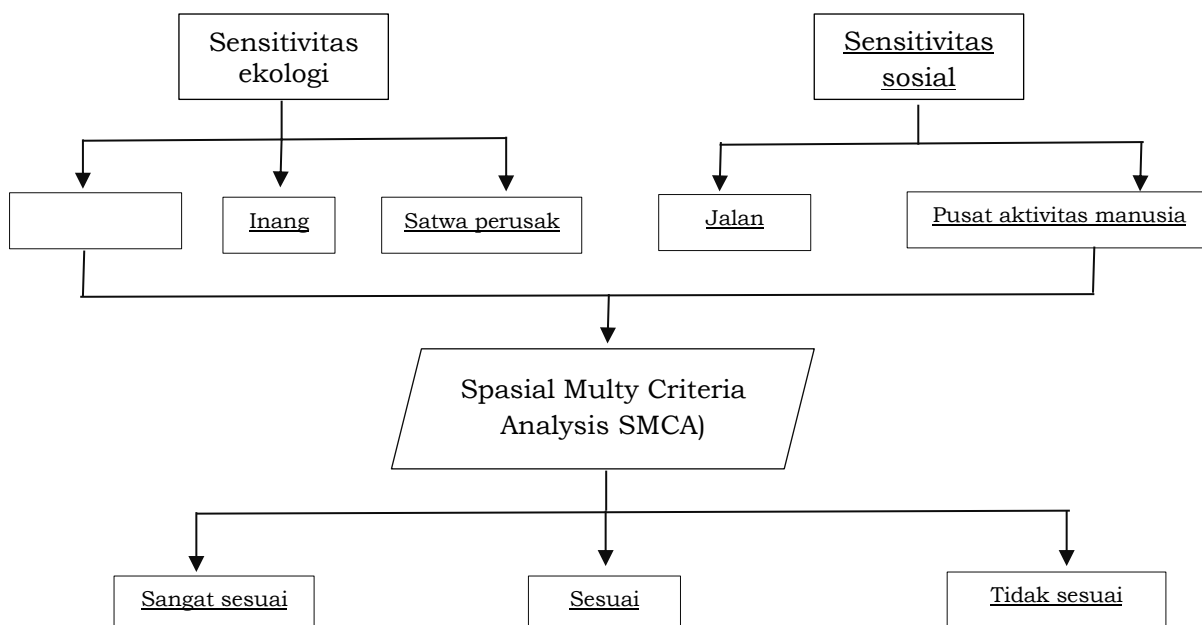 Sensitivitas
ekologi
Sensitivitas
sosial
Inang
Satwa perusak
Jalan
Pusat aktivitas manusia
Spasial Multy Criteria
Analysis SMCA)
Sangat sesuai
Sesuai
Tidak sesuai